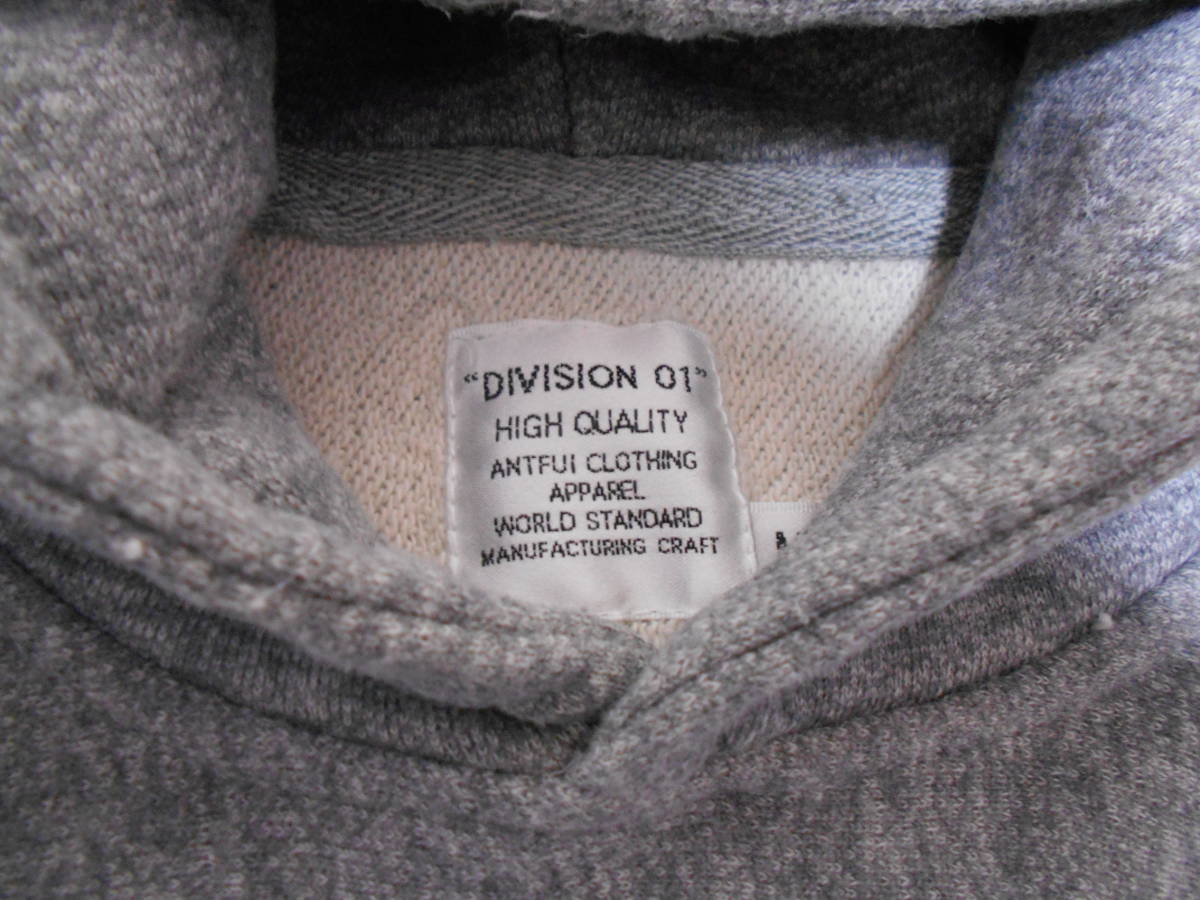 “DIVISION 01”
HIGH QUALITY
ANTFUI CLOTHING
APPAREL
WORLD STANDARD
MANUFACTURING CRAFT